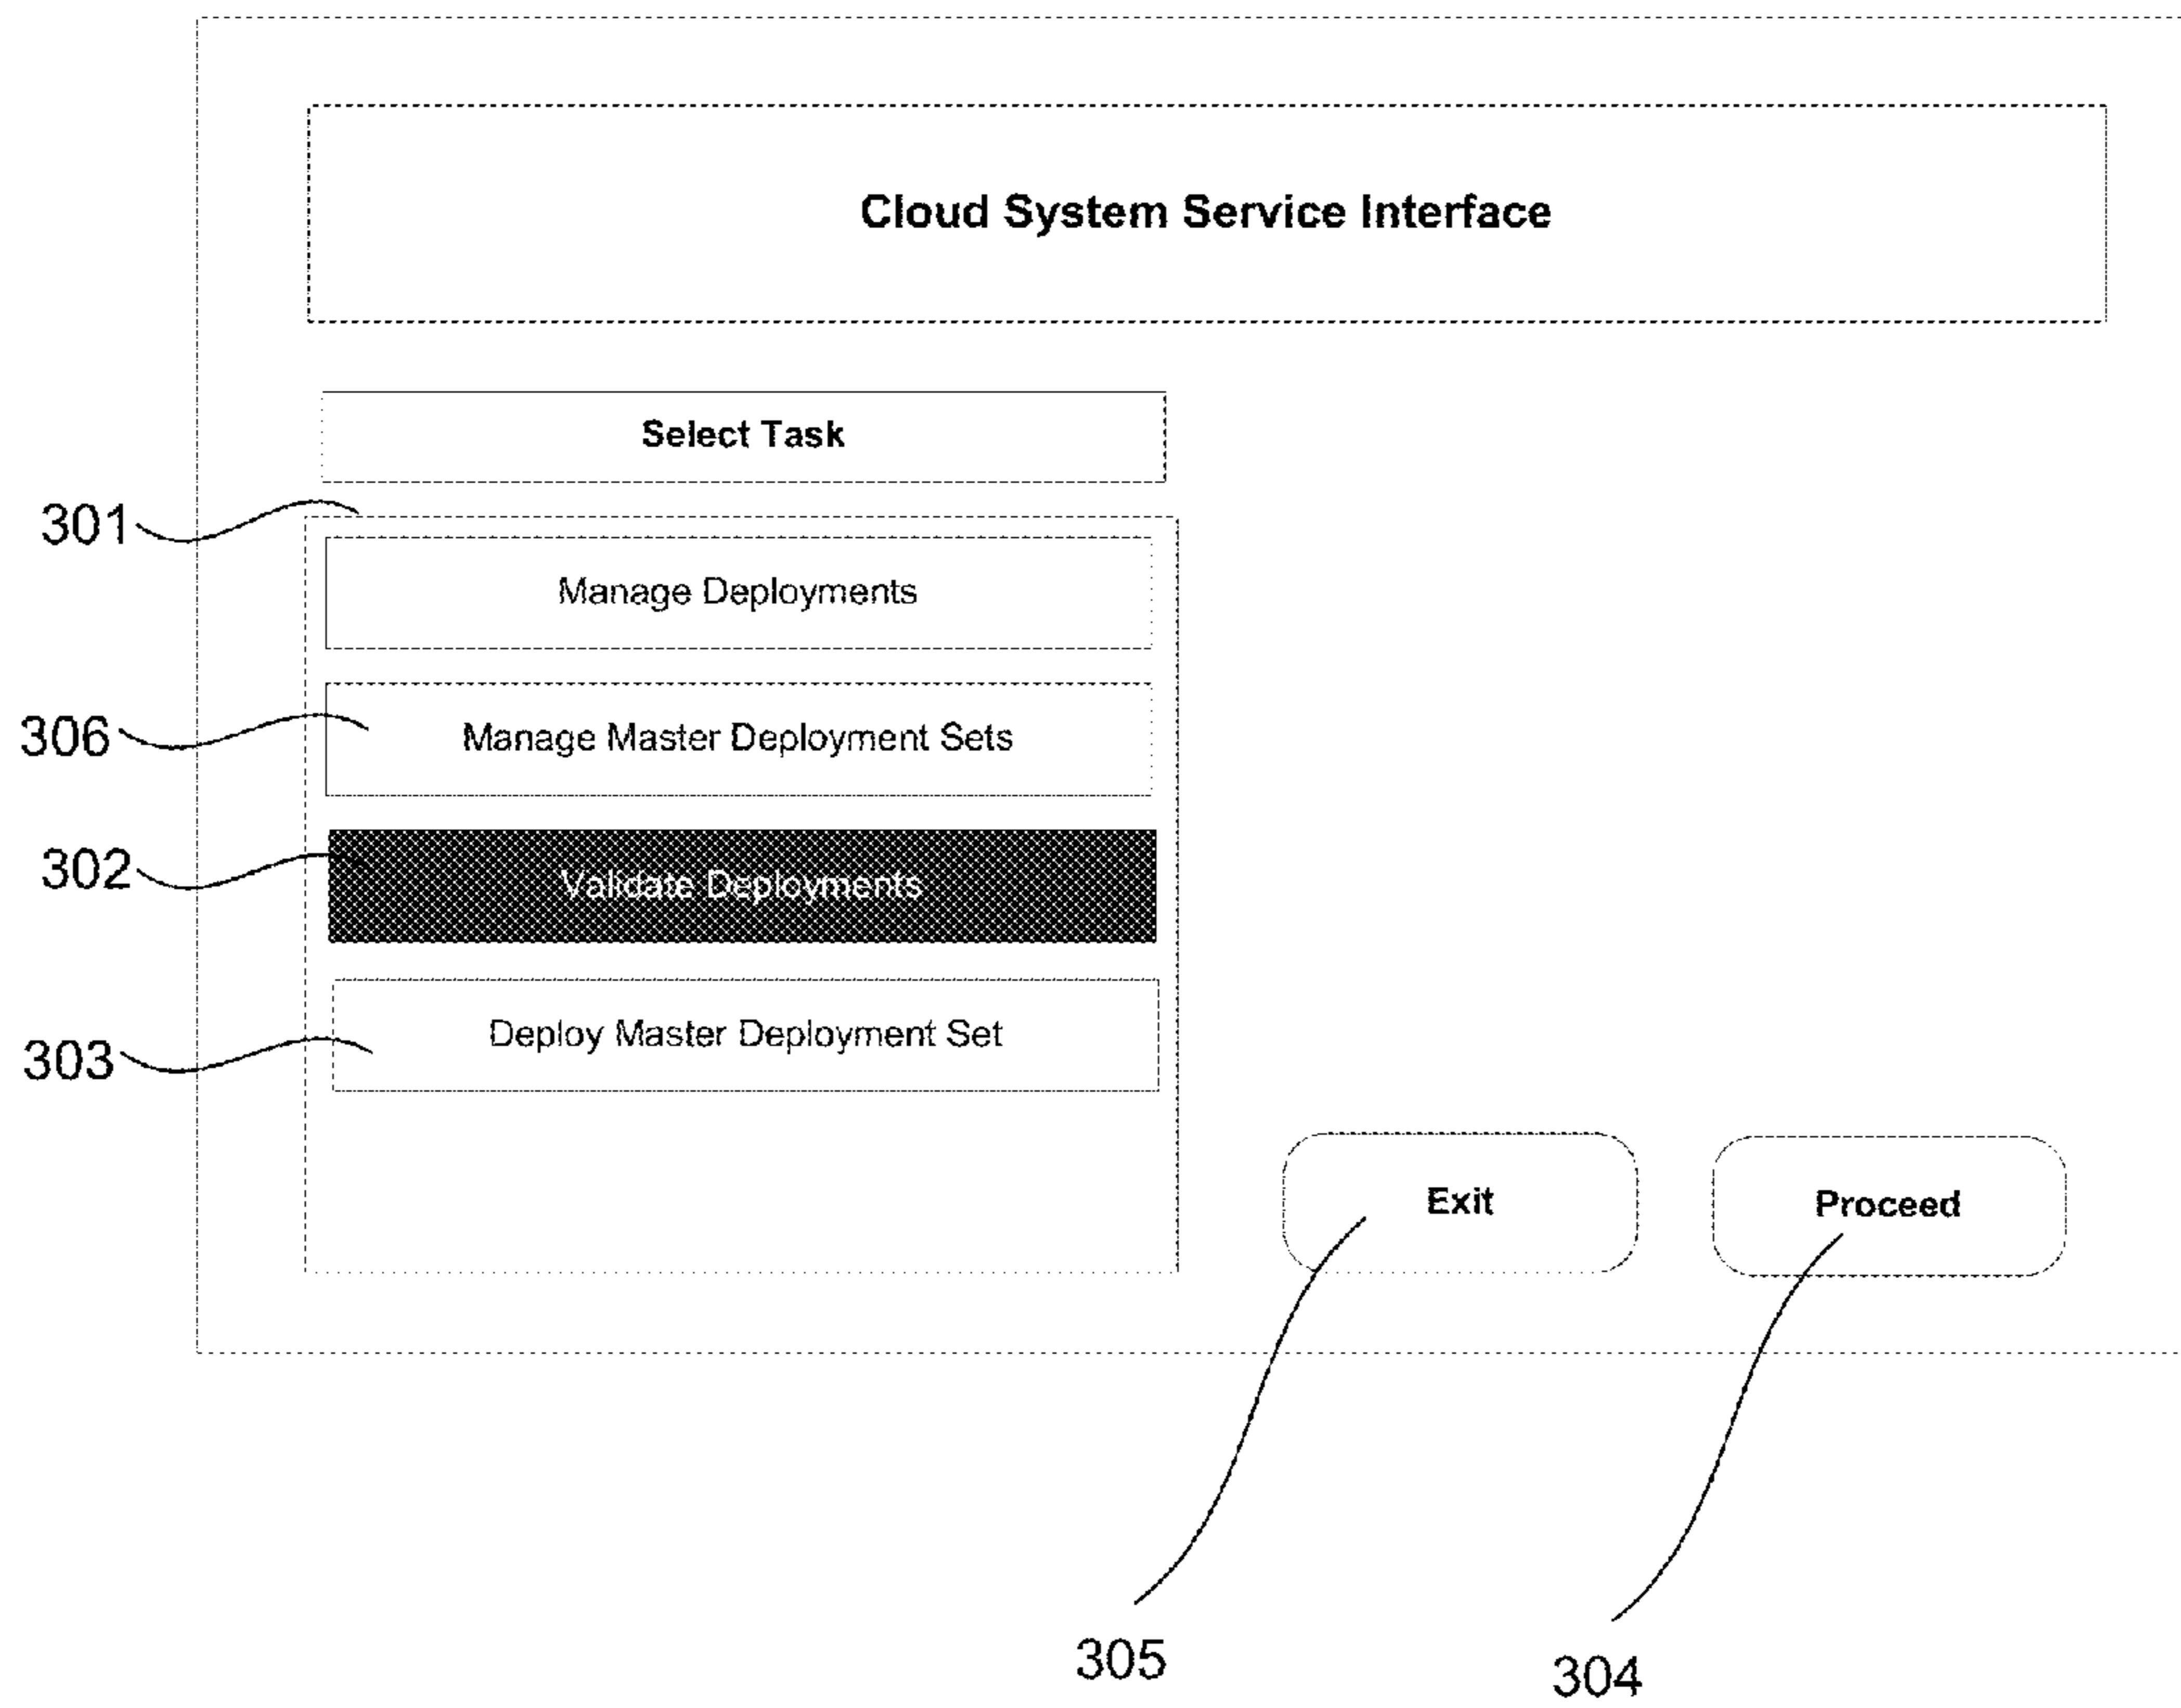 Cloud System Service Interface
Select Task
301
Manage Deployments
306
Manage Master Deployment Sets
302
Validate Deployments
303
Deploy Master Deployment Set
Exit
Proceed
305
304